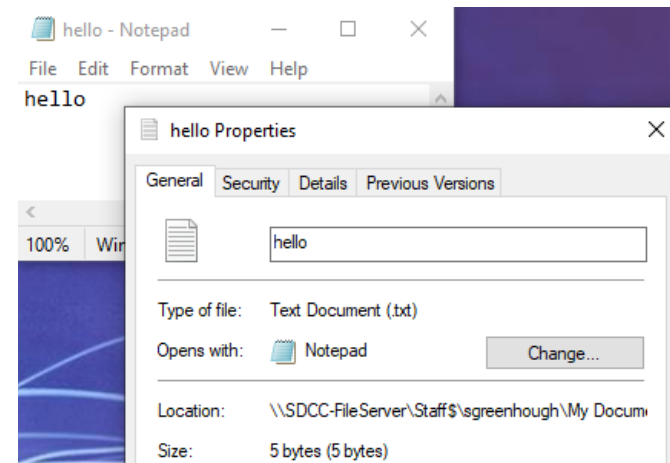 hello - Notepad
File Edit Format View Help
hello
hello Properties
General Security Details Previous Versions
100%
hello
Type of file: Text Document (.txt)
Opens with: Notepad Change...
Location: \\SDCC-FileServer\Staff$\sgreenhough\My
Size: 5 bytes (5 bytes)